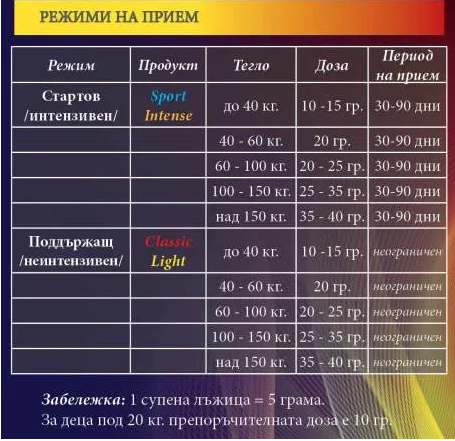 РЕЖИМИ НА ПРИЕМ
Режим Продукт Тегло Доза Период на прием
Стартов /интензивен/ Sport Intense до 40 кг. 10 -15 гр. 30-90 дни
40 - 60 кг. 20 гр. 30-90 дни
60 - 100 кг. 20 - 25 гр. 30-90 дни
100 - 150 кг. 25 - 35 гр. 30-90 дни
над 150 кг. 35 - 40 гр. 30-90 дни
Поддържащ /неинтензивен/ Classic Light до 40 кг. 10 -15 гр. неограничен
40 - 60 кг. 20 гр. неограничен
60 - 100 кг. 20 - 25 гр. неограничен
100 - 150 кг. 25 - 35 гр. неограничен
над 150 кг. 35 - 40 гр. неограничен
Забележка: 1 супена лъжица = 5 грама.
За деца под 20 кг. препоръчителната доза е 10 гр.